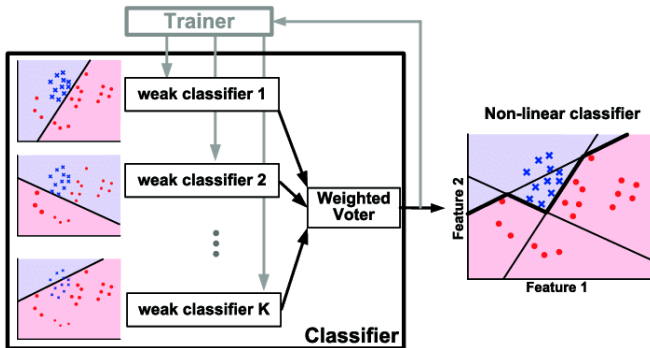 Trainer
weak classifier 1
weak classifier 2
weak classifier K
Weighted
Voter
Classifier
Non-linear classifier
Feature 2
Feature 1